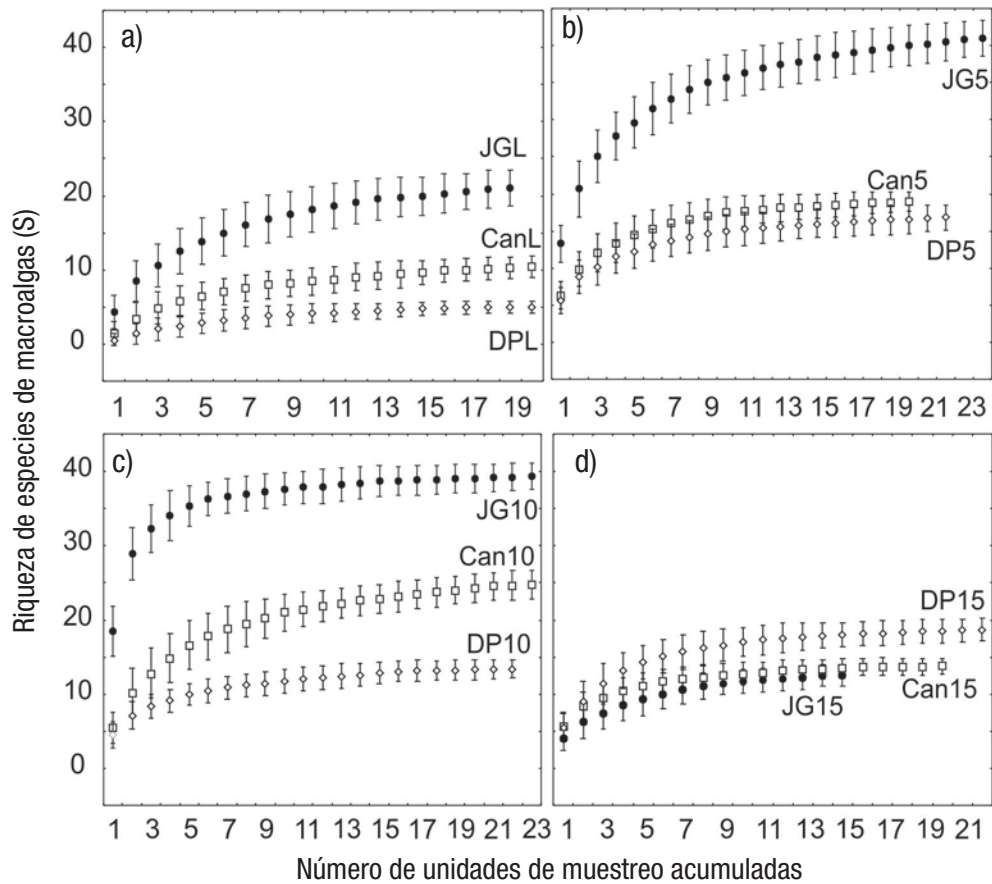 Riqueza de especies de macroalgas (S)
a)
40
30
20
10
0
JGL
CanL
DPL
1 3 5 7 9 11 13 15 17 19
b)
JG5
Can5
DP5
1 3 5 7 9 11 13 15 17 19 21 23
c)
40
30
20
10
0
JG10
Can10
DP10
1 3 5 7 9 11 13 15 17 19 21 23
d)
DP15
Can15
JG15
1 3 5 7 9 11 13 15 17 19 21
Número de unidades de muestreo acumuladas